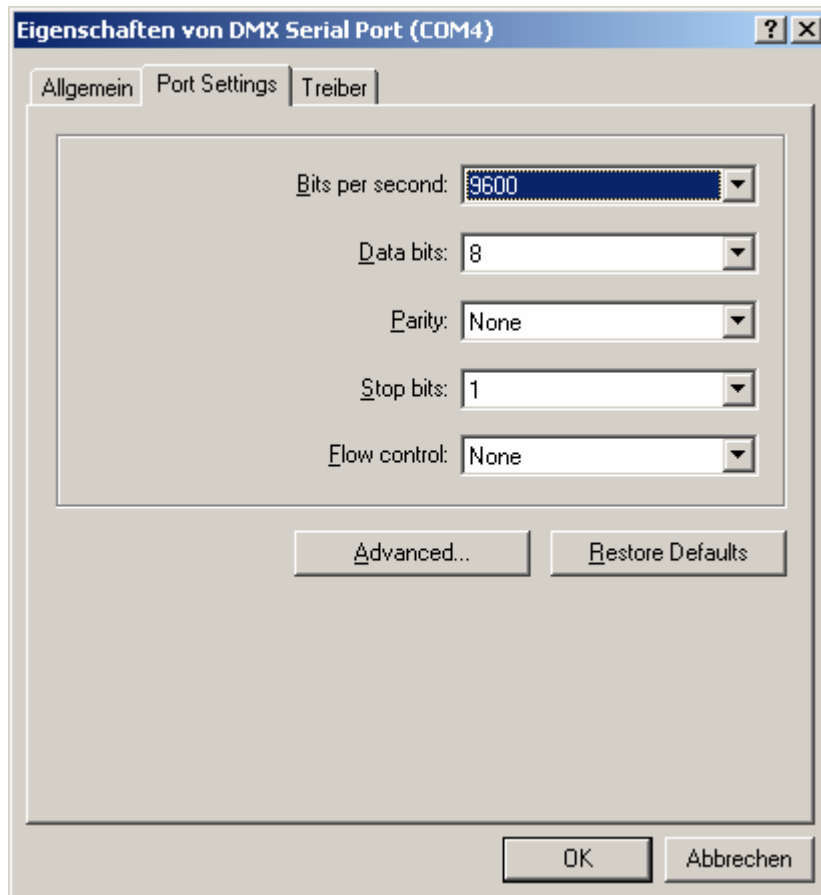 Eigenschaften von DMX Serial Port (COM4)
Allgemein Port Settings Treiber
Bits per second: 9600
Data bits: 8
Parity: None
Stop bits: 1
Flow control: None
Advanced... Restore Defaults
OK Abbrechen